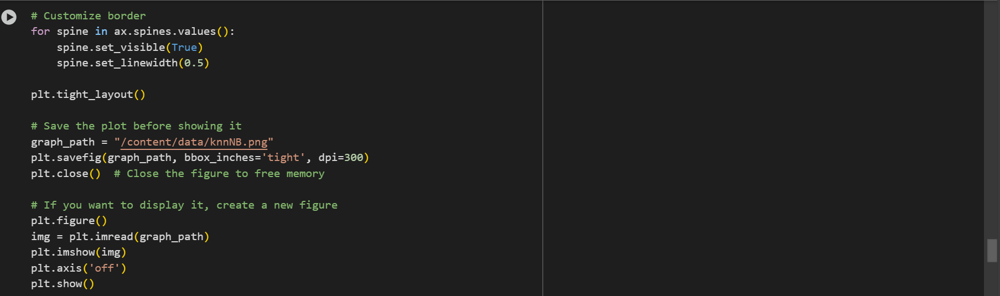 # Customize border
for spine in ax.spines.values():
    spine.set_visible(True)
    spine.set_linewidth(0.5)

plt.tight_layout()

# Save the plot before showing it
graph_path = "/content/data/knnNB.png"
plt.savefig(graph_path, bbox_inches='tight', dpi=300)
plt.close()  # Close the figure to free memory

# If you want to display it, create a new figure
plt.figure()
img = plt.imread(graph_path)
plt.imshow(img)
plt.axis('off')
plt.show()